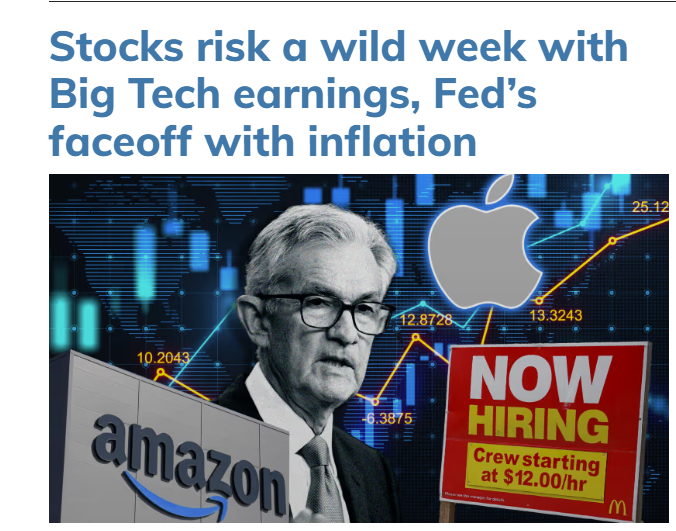 Stocks risk a wild week with
Big Tech earnings, Fed’s
faceoff with inflation
25.12
12.8728
13.3243
10.2043
-6.3875
NOW
HIRING
Crew starting
at $12.00/hr
amazon